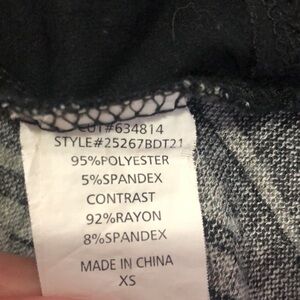 CUT#634814
STYLE#25267BDT21
95%POLYESTER
5%SPANDEX
CONTRAST
92%RAYON
8%SPANDEX
MADE IN CHINA
XS